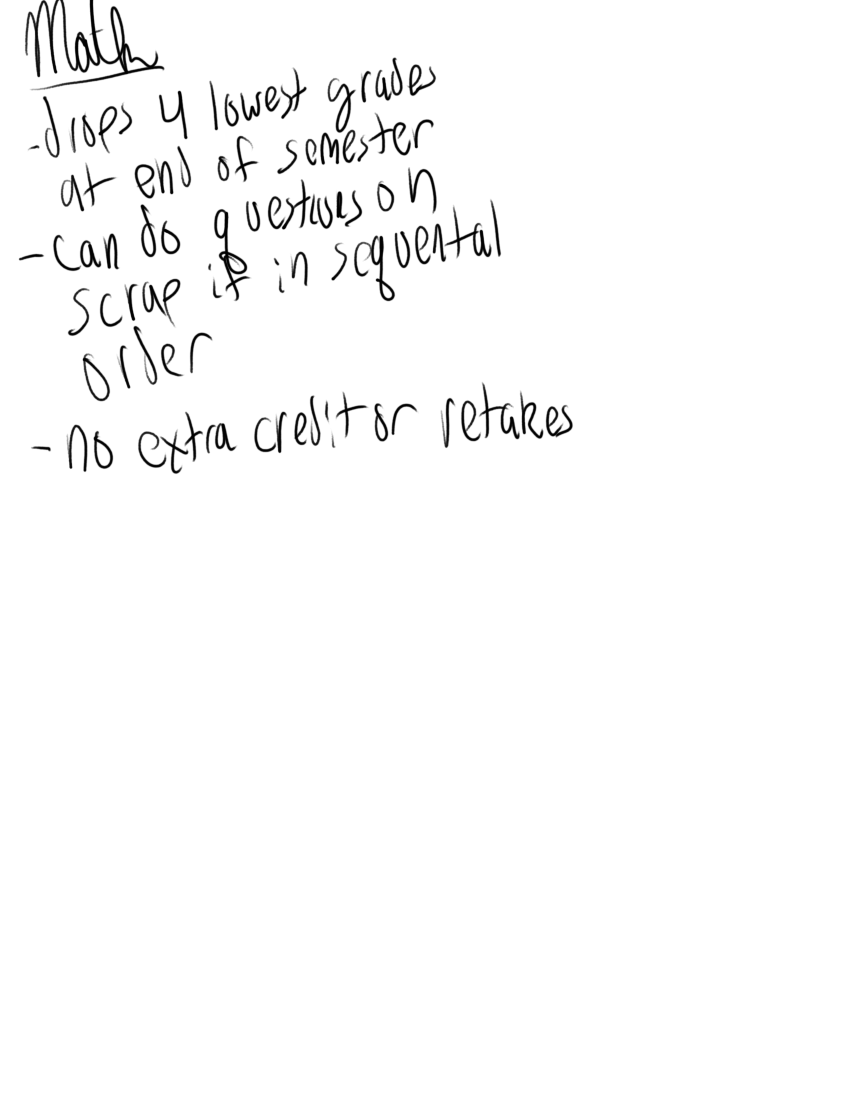 Math
- drops 4 lowest grades
at end of semester
- can do questions on
scrap if in sequental
order
- no extra credit or retakes